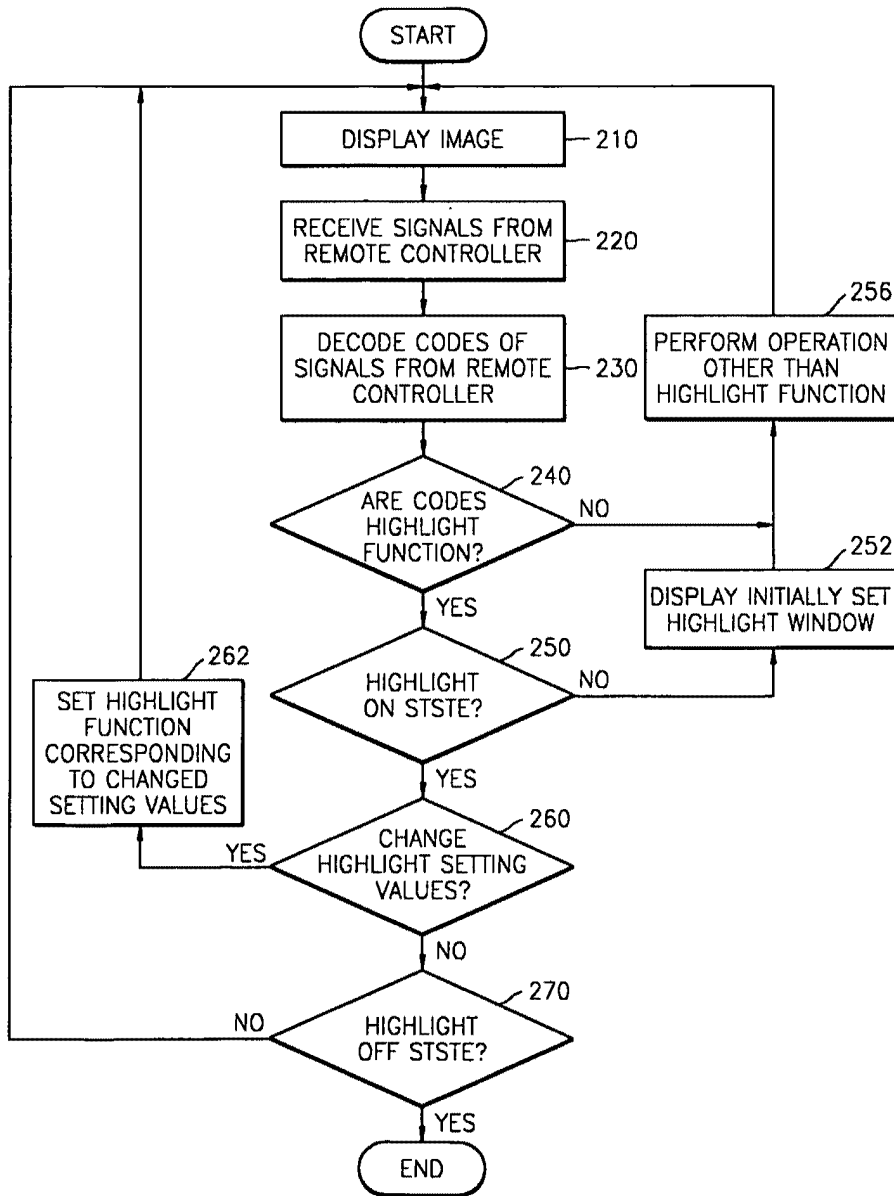 START
DISPLAY IMAGE
210
RECEIVE SIGNALS FROM
REMOTE CONTROLLER
220
DECODE CODES OF
SIGNALS FROM REMOTE
CONTROLLER
230
256
PERFORM OPERATION
OTHER THAN
HIGHLIGHT FUNCTION
240
ARE CODES
HIGHLIGHT
FUNCTION?
NO
YES
252
DISPLAY INITIALLY SET
HIGHLIGHT WINDOW
250
HIGHLIGHT
ON STSTE?
NO
YES
262
SET HIGHLIGHT
FUNCTION
CORRESPONDING
TO CHANGED
SETTING VALUES
260
CHANGE
HIGHLIGHT SETTING
VALUES?
YES
NO
270
HIGHLIGHT
OFF STSTE?
NO
YES
END